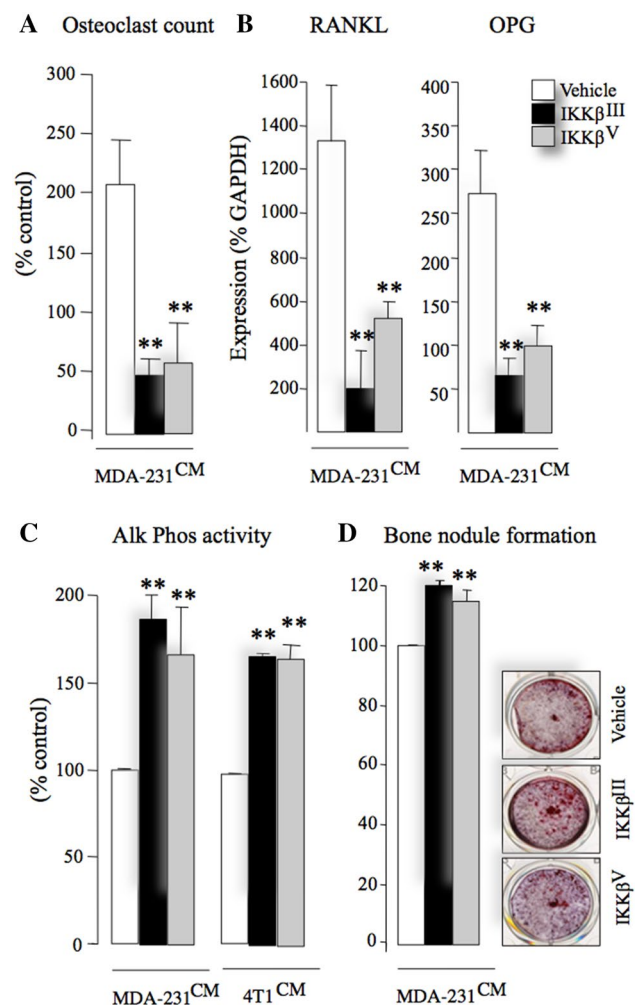 A Osteoclast count
300
250
200
150
100
50
0
(% control)
**
**
MDA-231CM
B RANKL
1600
1400
1200
1000
800
600
400
200
Expression (% GAPDH)
**
**
MDA-231CM
OPG
400
350
300
250
200
150
100
50
**
**
MDA-231CM
Vehicle
IKKβIII
IKKβV
C Alk Phos activity
200
150
100
50
0
(% control)
**
**
**
**
MDA-231CM
4T1CM
D Bone nodule formation
120
100
80
60
40
20
0
**
**
MDA-231CM
Vehicle
IKKβIII
IKKβV